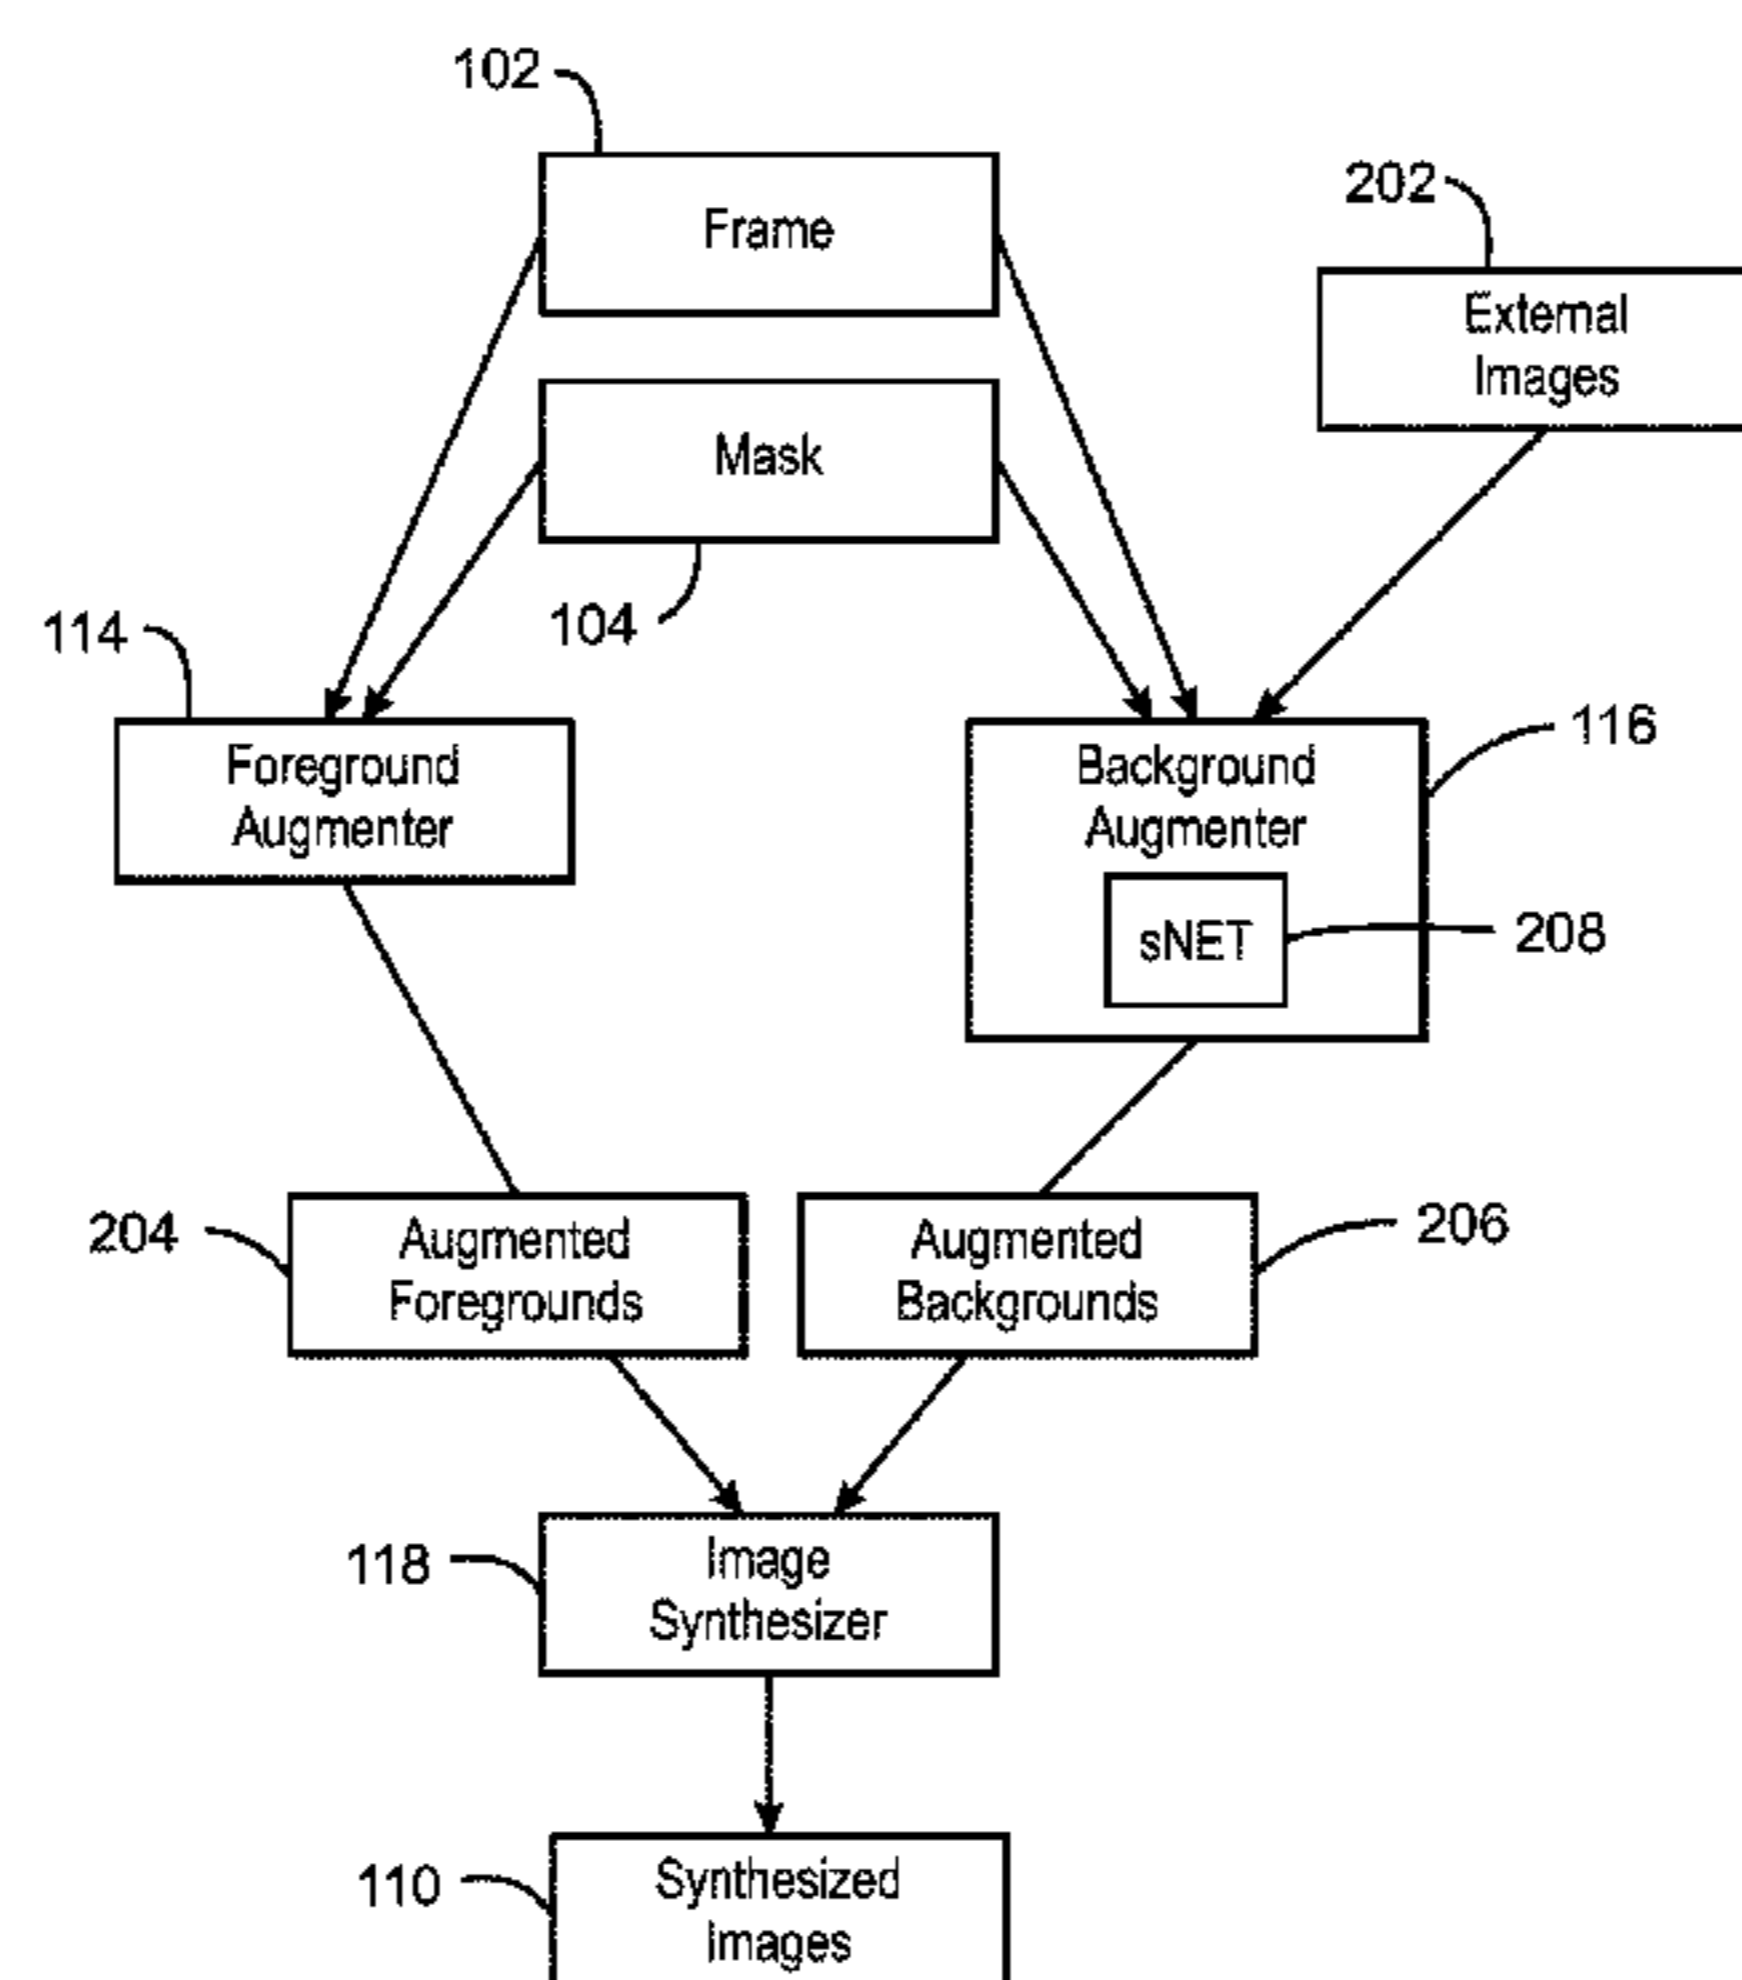 102
Frame
202
External
Images
Mask
104
114
Foreground
Augmenter
Background
Augmenter
116
sNET
208
204
Augmented
Foregrounds
Augmented
Backgrounds
206
118
Image
Synthesizer
110
Synthesized
Images